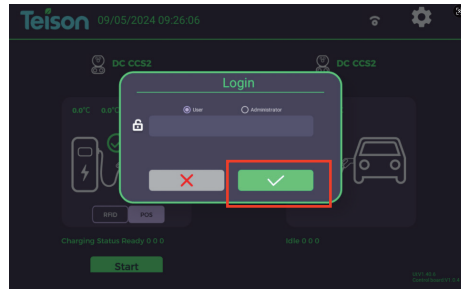 Teison 09/05/2024 09:26:06
DC CCS2
DC CCS2
Login
User
Administrator
0.0°C 0.0°C
RFID
POS
Charging Status Ready 0 0 0
Idle 0 0 0
Start